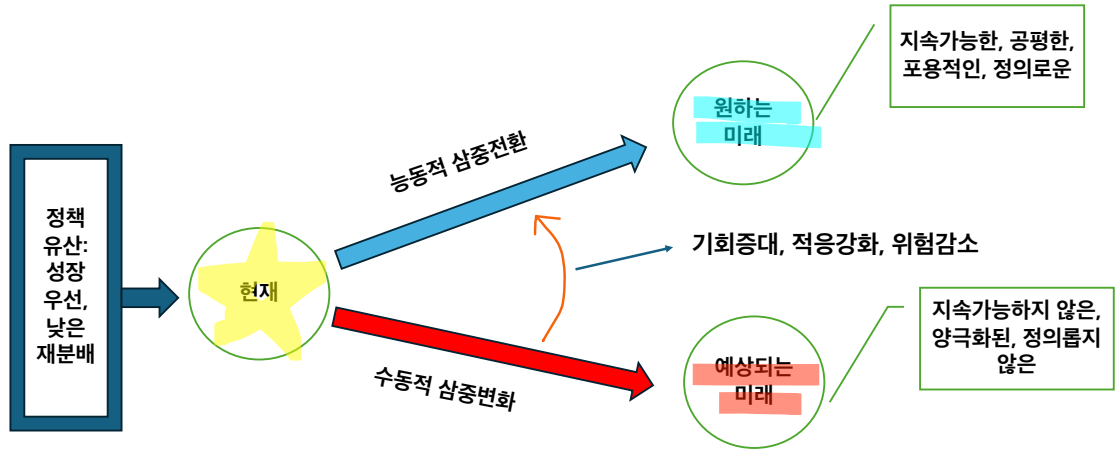 정책
유산:
성장
우선,
낮은
재분배
현재
능동적 삼중전환
수동적 삼중변화
원하는
미래
지속가능한, 공평한,
포용적인, 정의로운
기회증대, 적응강화, 위험감소
예상되는
미래
지속가능하지 않은,
양극화된, 정의롭지
않은